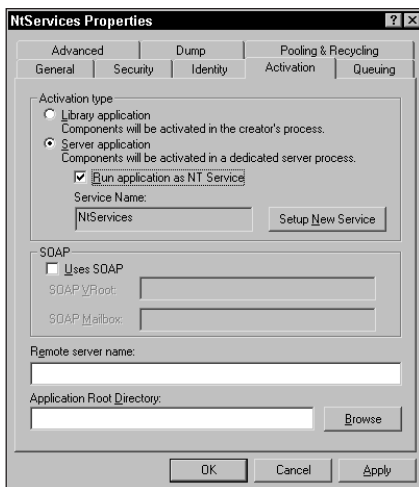 NtServices Properties
Advanced Dump Pooling & Recycling
General Security Identity Activation Queuing
Activation type
Library application
Components will be activated in the creator's process.
Server application
Components will be activated in a dedicated server process.
Run application as NT Service
Service Name:
NtServices Setup New Service
SOAP
Uses SOAP
SOAP VRoot:
SOAP Mailbox:
Remote server name:
Application Root Directory:
Browse
OK Cancel Apply